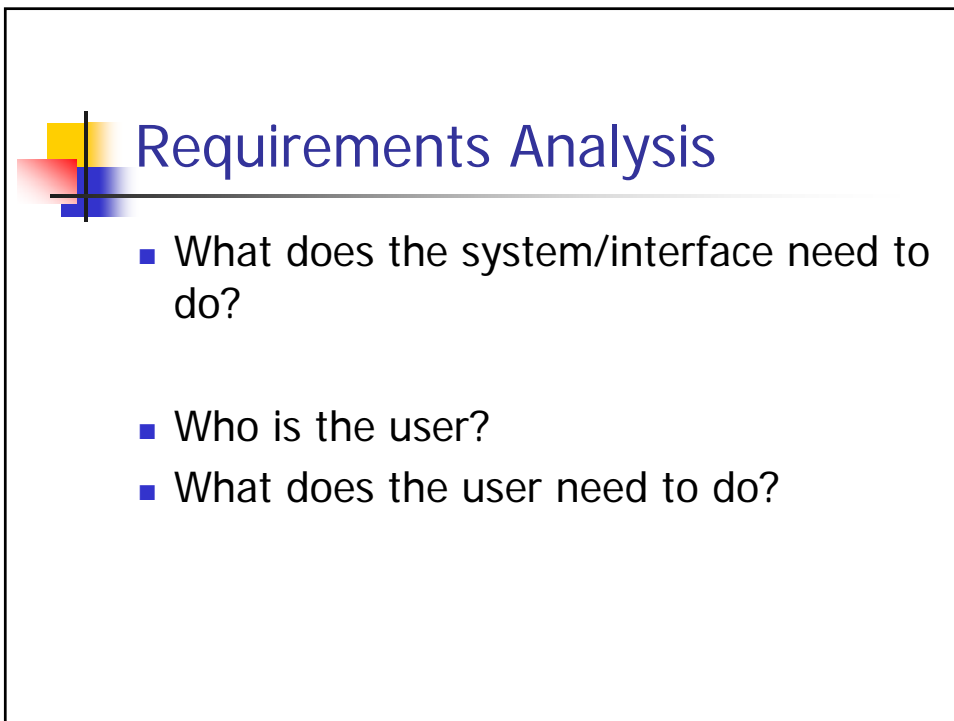 Requirements Analysis
What does the system/interface need to
do?
Who is the user?
What does the user need to do?